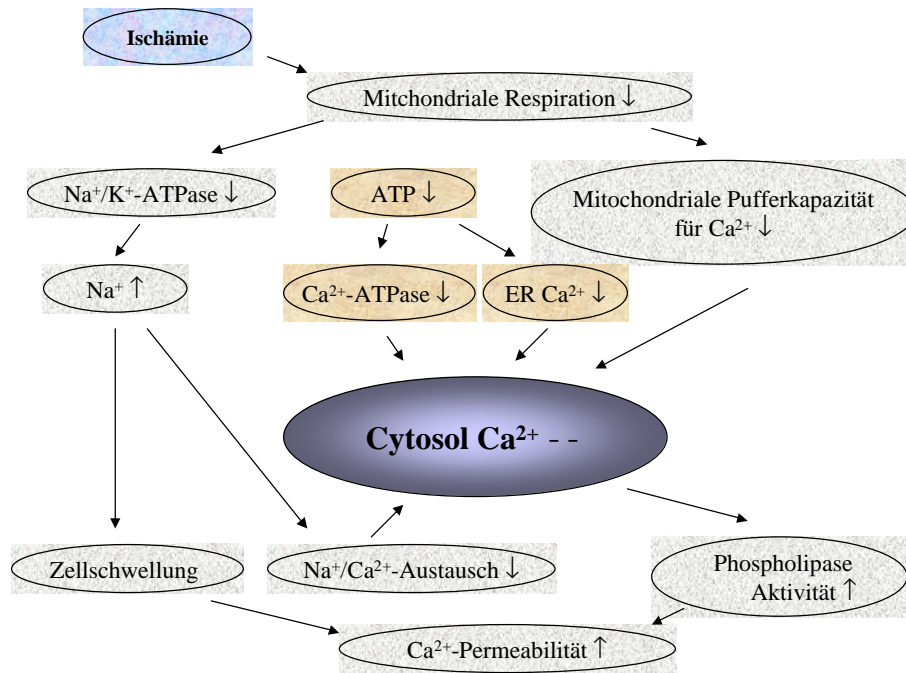 Ischämie
Mitchondriale Respiration ↓
Na⁺/K⁺-ATPase ↓
ATP ↓
Mitochondriale Pufferkapazität
für Ca²⁺ ↓
Na⁺ ↑
Ca²⁺-ATPase ↓
ER Ca²⁺ ↓
Cytosol Ca²⁺ - -
Zellschwellung
Na⁺/Ca²⁺-Austausch ↓
Phospholipase
Aktivität ↑
Ca²⁺-Permeabilität ↑